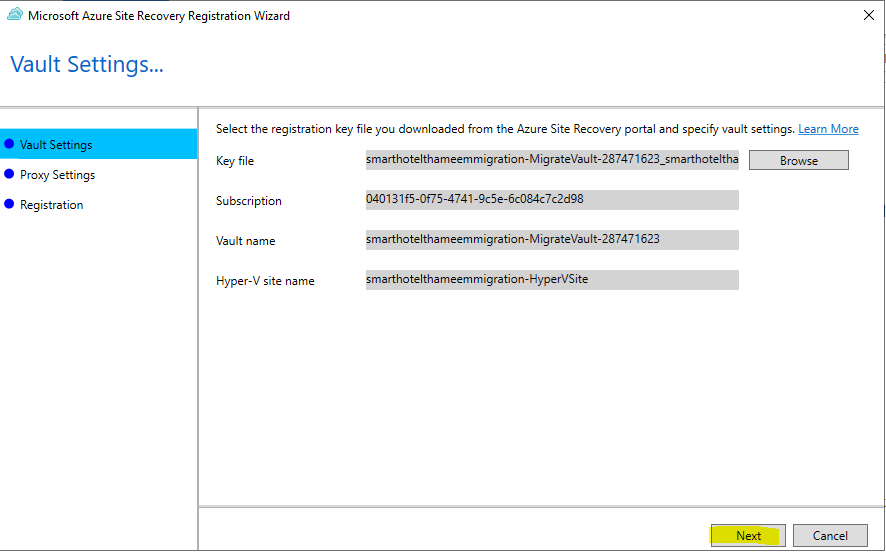 Microsoft Azure Site Recovery Registration Wizard
Vault Settings...
Vault Settings
Proxy Settings
Registration
Select the registration key file you downloaded from the Azure Site Recovery portal and specify vault settings. Learn More
Key file smarthotelthameemmigration-MigrateVault-287471623_smarthoteltha Browse
Subscription 040131f5-0f75-4741-9c5e-6c084c7c2d98
Vault name smarthotelthameemmigration-MigrateVault-287471623
Hyper-V site name smarthotelthameemmigration-HyperVSite
Next Cancel